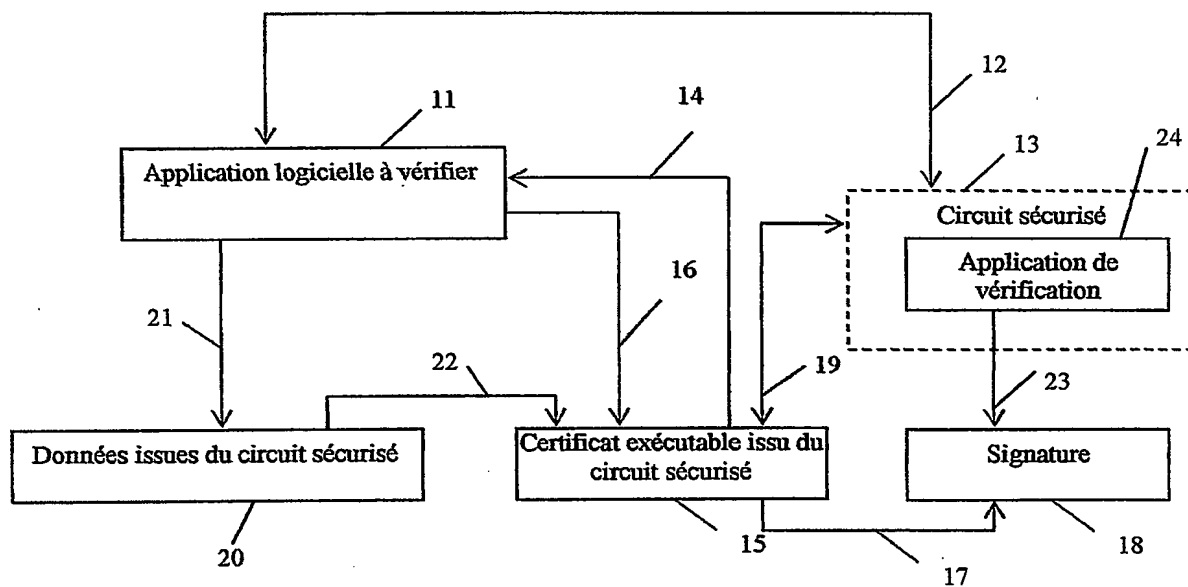 12
11
14
24
13
Application logicielle à vérifier
Circuit sécurisé
Application de
vérification
16
21
22
19
23
Données issues du circuit sécurisé
Certificat exécutable issu du
circuit sécurisé
Signature
20
15
17
18